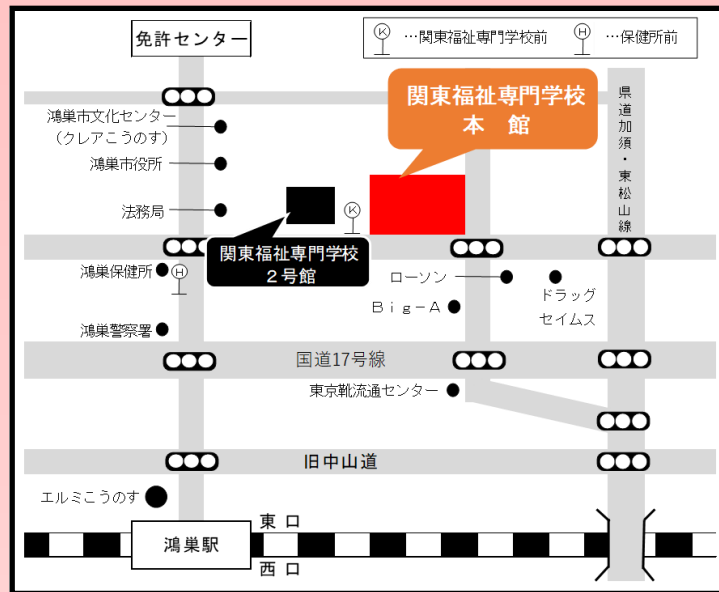 免許センター
Ⓚ …関東福祉専門学校前 Ⓗ …保健所前
関東福祉専門学校
本 館
県道加須・東松山線
鴻巣市文化センター
(クレアこうのす)
鴻巣市役所
法務局
Ⓚ
関東福祉専門学校
2号館
鴻巣保健所
Ⓗ
ローソン
ドラッグ
セイムス
Big-A
鴻巣警察署
国道17号線
東京靴流通センター
旧中山道
エルミこうのす
東口
鴻巣駅
西口